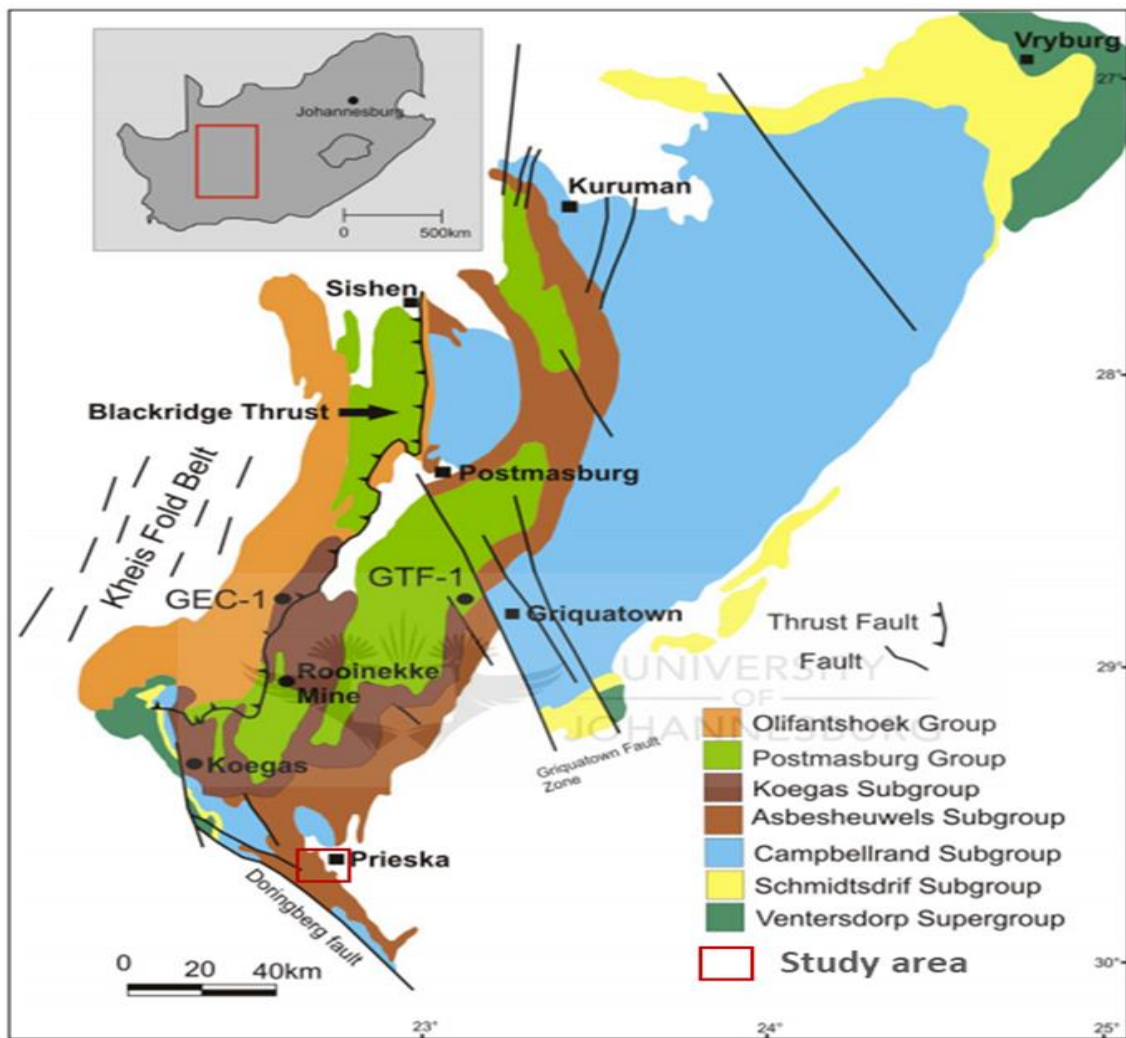 Vryburg
27°
Johannesburg
0 500km
Kuruman
Sishen
28°
Blackridge Thrust
Postmasburg
Kheis Fold Belt
GEC-1
GTF-1
Griquatown
Thrust Fault
Fault
29°
Rooinekke
Mine
UNIVERSITY
OF
JOHANNESBURG
Olifantshoek Group
Postmasburg Group
Koegas Subgroup
Asbesheuwels Subgroup
Campbellrand Subgroup
Schmidtsdrif Subgroup
Ventersdorp Supergroup
Study area
Koegas
Griquatown Fault
Zone
Prieska
Doringberg fault
0 20 40km
30°
23° 24° 25°